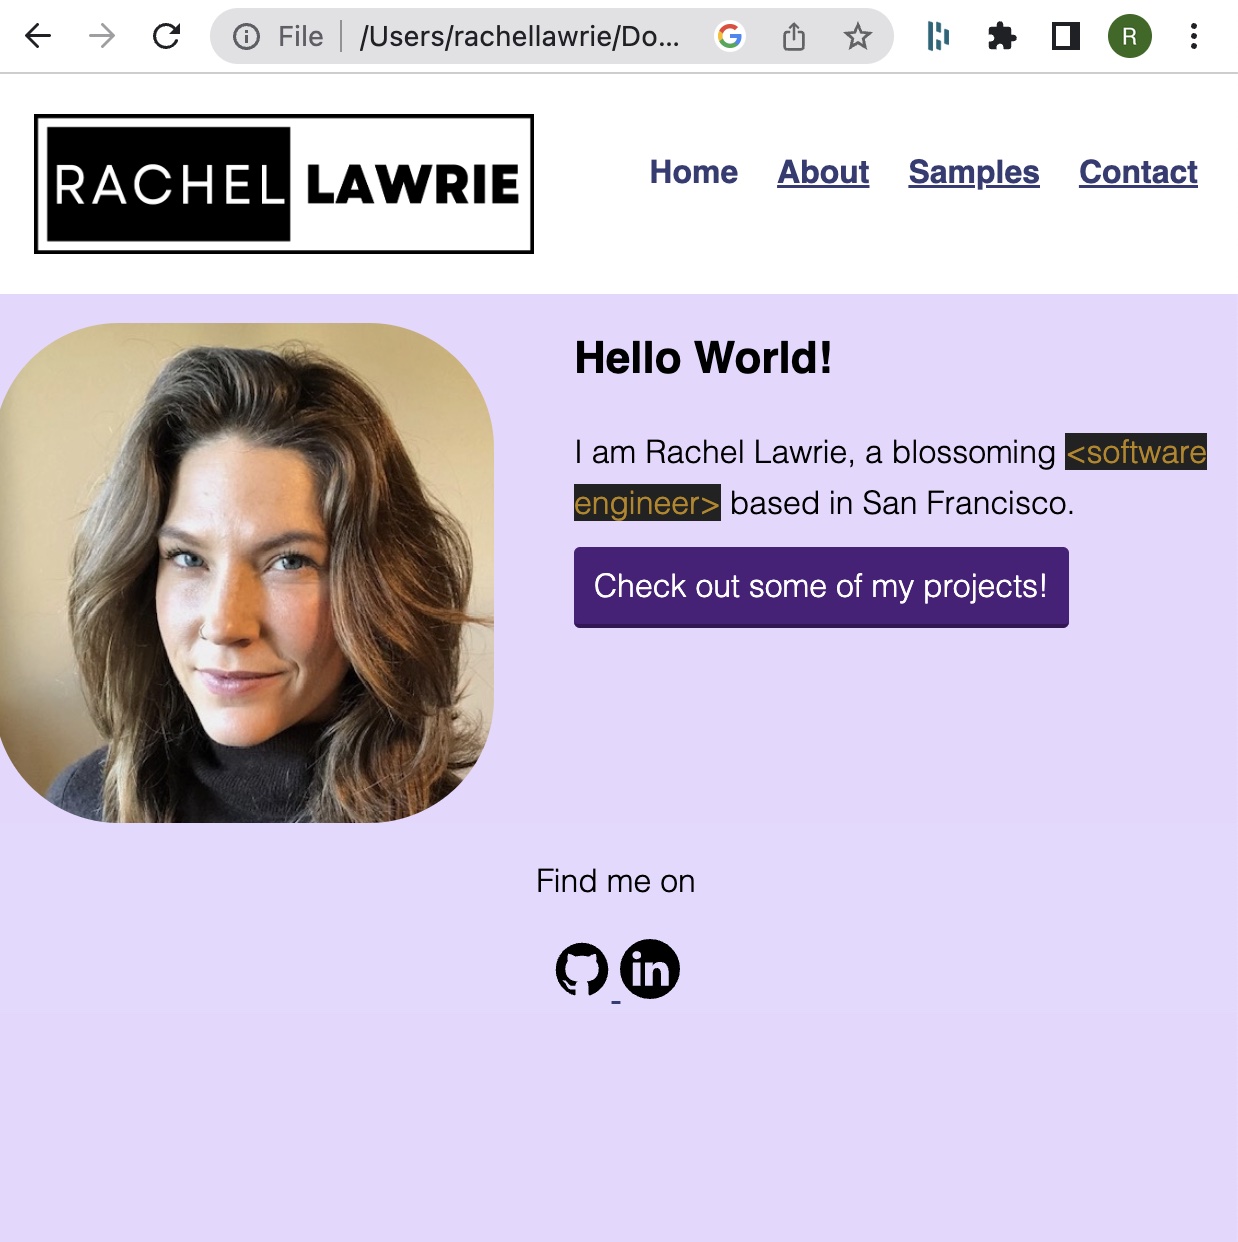 File | /Users/rachellawrie/Do...
R
RACHEL LAWRIE
Home About Samples Contact
Hello World!
I am Rachel Lawrie, a blossoming <software
engineer> based in San Francisco.
Check out some of my projects!
Find me on
in